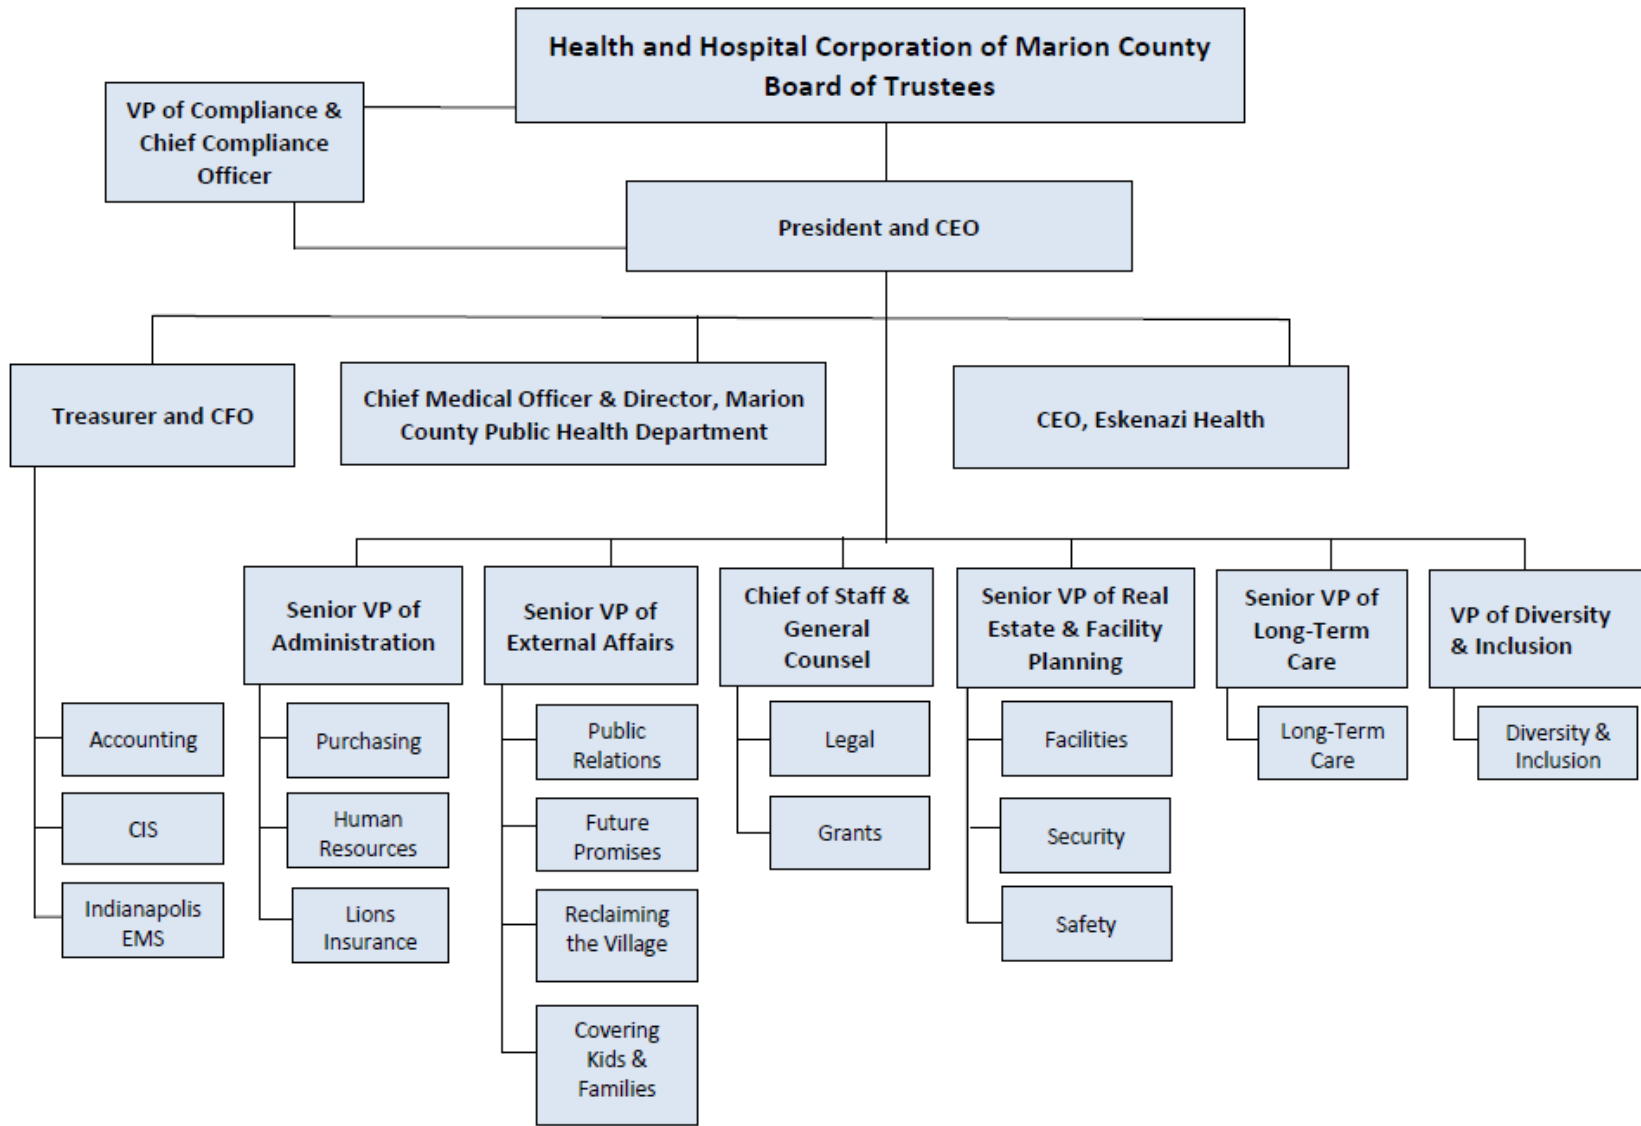 Health and Hospital Corporation of Marion County
Board of Trustees
VP of Compliance &
Chief Compliance
Officer
President and CEO
Treasurer and CFO
Chief Medical Officer & Director, Marion
County Public Health Department
CEO, Eskenazi Health
Senior VP of
Administration
Senior VP of
External Affairs
Chief of Staff &
General
Counsel
Senior VP of Real
Estate & Facility
Planning
Senior VP of
Long-Term
Care
VP of Diversity
& Inclusion
Accounting
CIS
Indianapolis
EMS
Purchasing
Human
Resources
Lions
Insurance
Public
Relations
Future
Promises
Reclaiming
the Village
Covering
Kids &
Families
Legal
Grants
Facilities
Security
Safety
Long-Term
Care
Diversity &
Inclusion